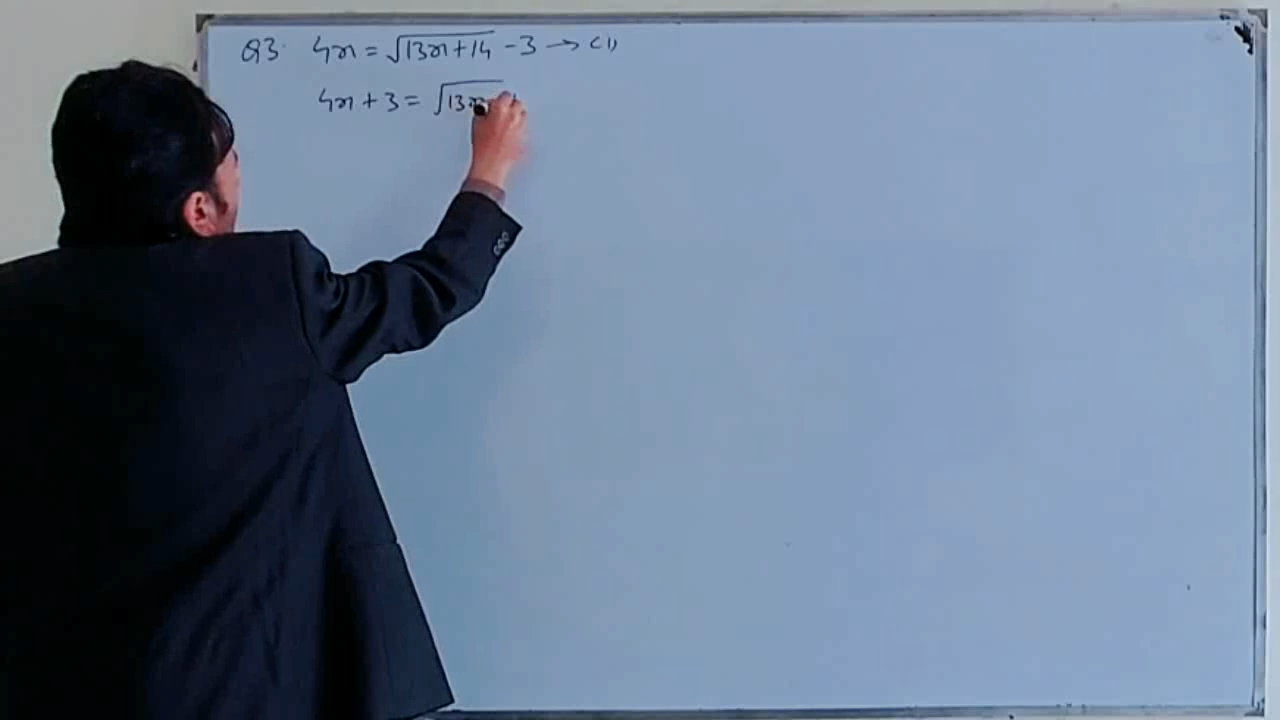 Q3. 4x = √13x+14 - 3 → (1)
4x + 3 = √13x